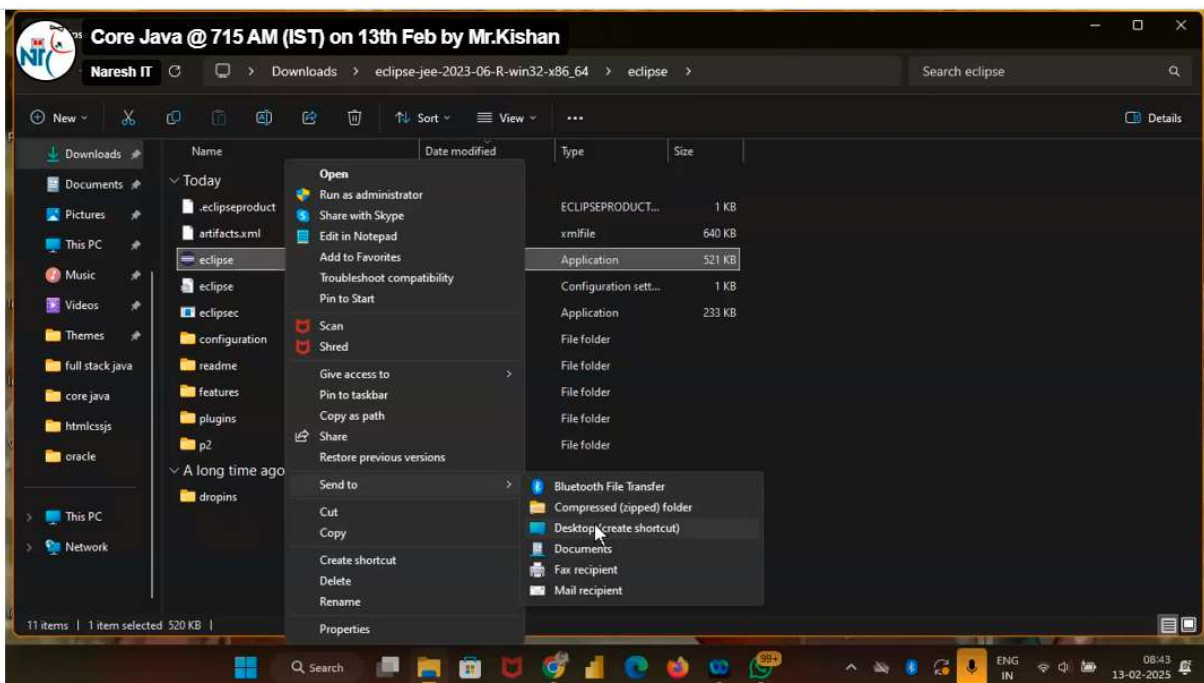 Core Java @ 715 AM (IST) on 13th Feb by Mr.Kishan
NIT
Naresh IT
Downloads > eclipse-jee-2023-06-R-win32-x86_64 > eclipse >
Search eclipse
New
Sort
View
Details
Downloads
Documents
Pictures
This PC
Music
Videos
Themes
full stack java
core java
htmlcssjs
oracle
This PC
Network
Name Date modified Type Size
Today
.eclipseproduct ECLIPSEPRODUCT... 1 KB
artifacts.xml xmlfile 640 KB
eclipse Application 521 KB
eclipse Configuration sett... 1 KB
eclipsec Application 233 KB
configuration File folder
readme File folder
features File folder
plugins File folder
p2 File folder
A long time ago
dropins
Open
Run as administrator
Share with Skype
Edit in Notepad
Add to Favorites
Troubleshoot compatibility
Pin to Start
Scan
Shred
Give access to
Pin to taskbar
Copy as path
Share
Restore previous versions
Send to
Cut
Copy
Create shortcut
Delete
Rename
Properties
Bluetooth File Transfer
Compressed (zipped) folder
Desktop (create shortcut)
Documents
Fax recipient
Mail recipient
11 items | 1 item selected 520 KB |
Search
99+
ENG
IN
08:43
13-02-2025